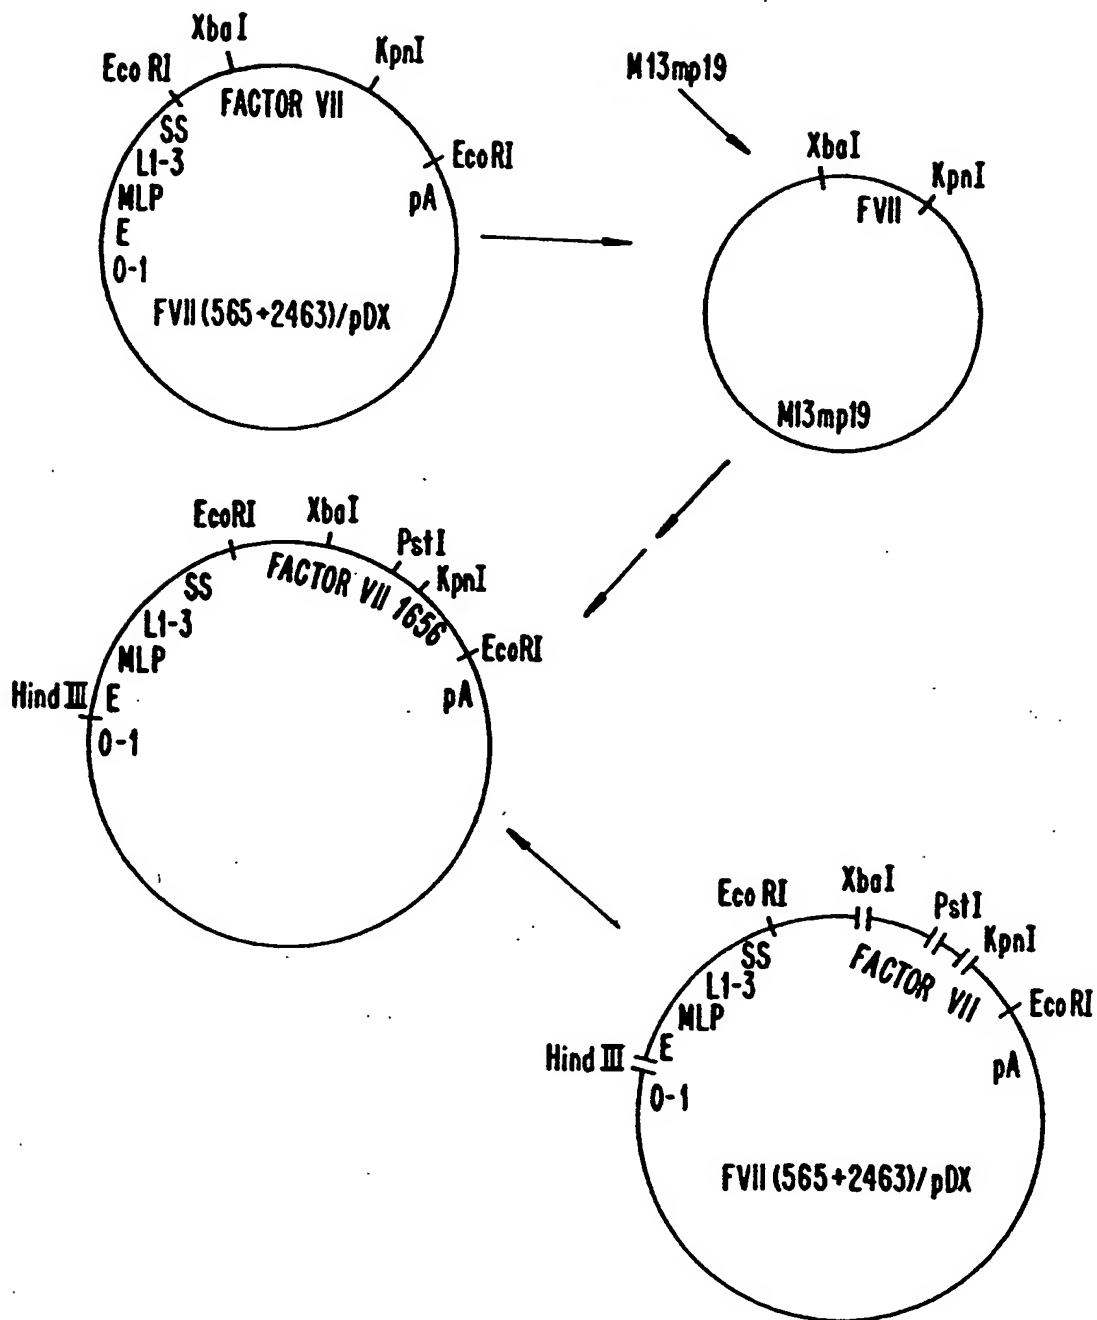 XbaI
EcoRI
KpnI
FACTOR VII
SS
L1-3
MLP
E
0-1
EcoRI
pA
FVII(565+2463)/pDX
M13mp19
XbaI
KpnI
FVII
M13mp19
EcoRI
XbaI
PstI
KpnI
SS
FACTOR VII 1656
L1-3
MLP
EcoRI
Hind III
E
pA
0-1
EcoRI
XbaI
PstI
KpnI
SS
FACTOR VII
L1-3
MLP
EcoRI
Hind III
E
pA
0-1
FVII(565+2463)/pDX